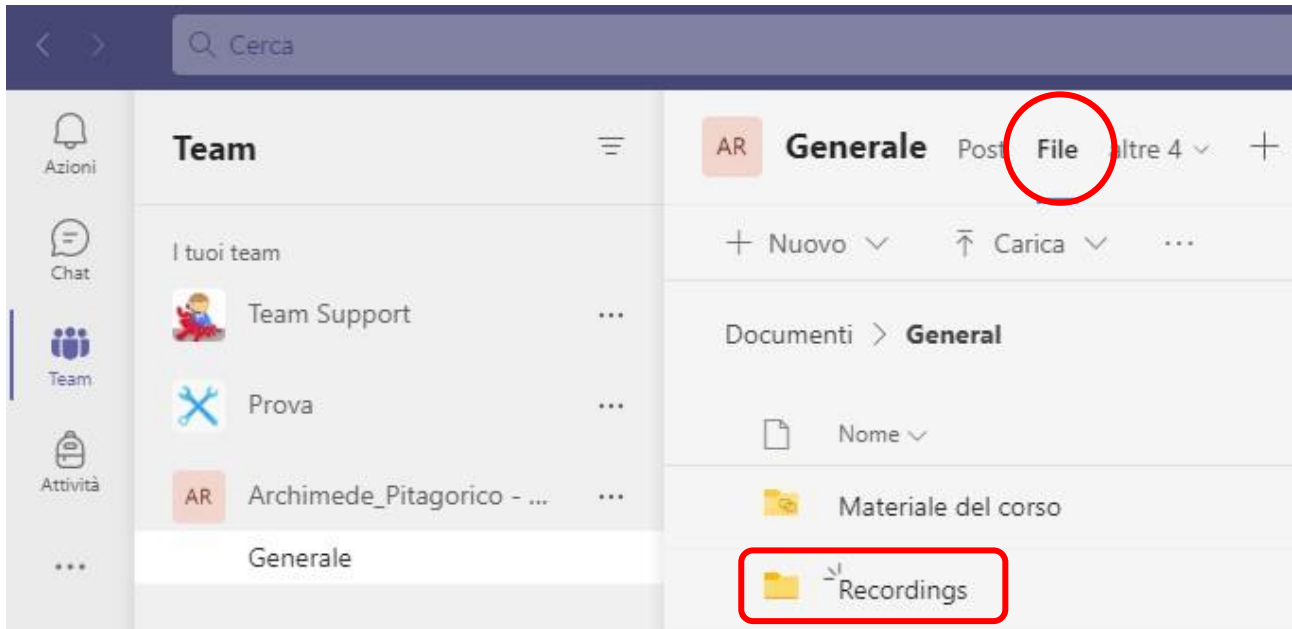 Cerca
Azioni
Chat
Team
Attività
Team
I tuoi team
Team Support
Prova
AR Archimede_Pitagorico - ...
Generale
AR Generale Post File altre 4
Nuovo Carica ...
Documenti > General
Nome
Materiale del corso
Recordings